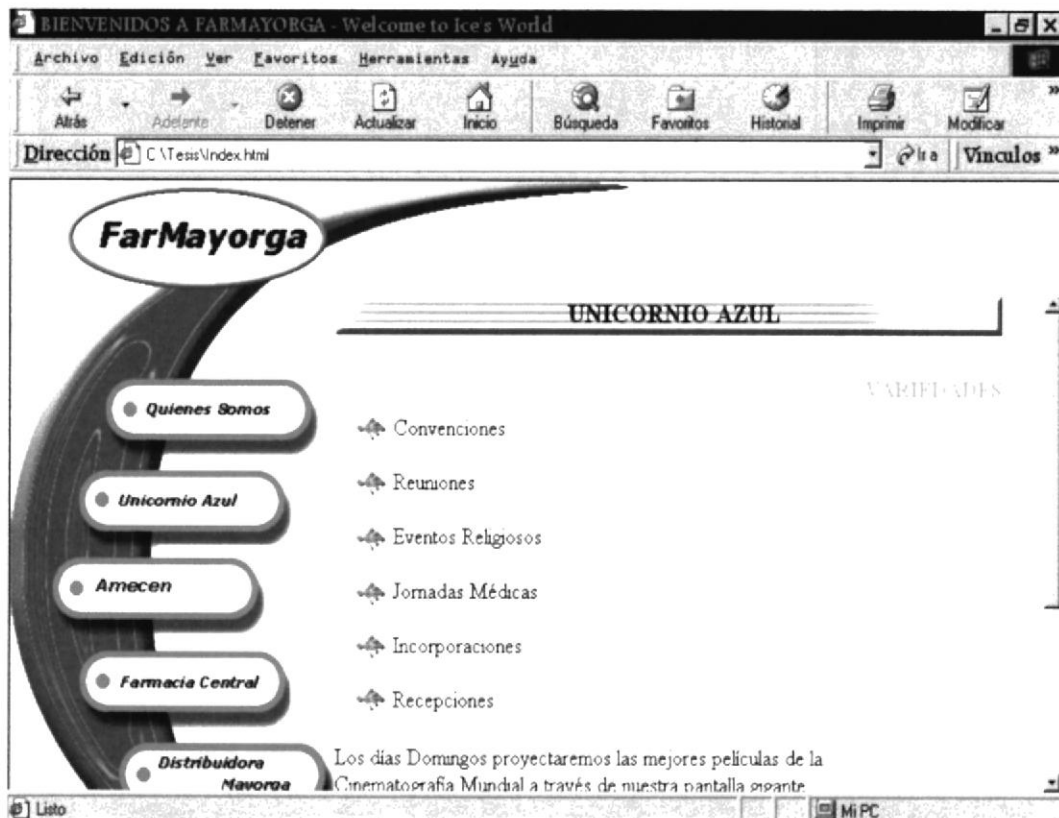 BIENVENIDOS A FARMAYORGA - Welcome to Ice's World
Archivo Edición Ver Favoritos Herramientas Ayuda
Atrás Adelante Detener Actualizar Inicio Búsqueda Favoritos Historial Imprimir Modificar »
Dirección C:\Tesis\Index.html Ir a Vínculos »
FarMayorga
UNICORNIO AZUL
VARIEDADES
Quienes Somos
Convenciones
Reuniones
Unicornio Azul
Eventos Religiosos
Amecen
Jornadas Médicas
Incorporaciones
Farmacia Central
Recepciones
Distribuidora
Mayorga
Los días Domingos proyectaremos las mejores películas de la
Cinematografía Mundial a través de nuestra pantalla gigante
Listo Mi PC